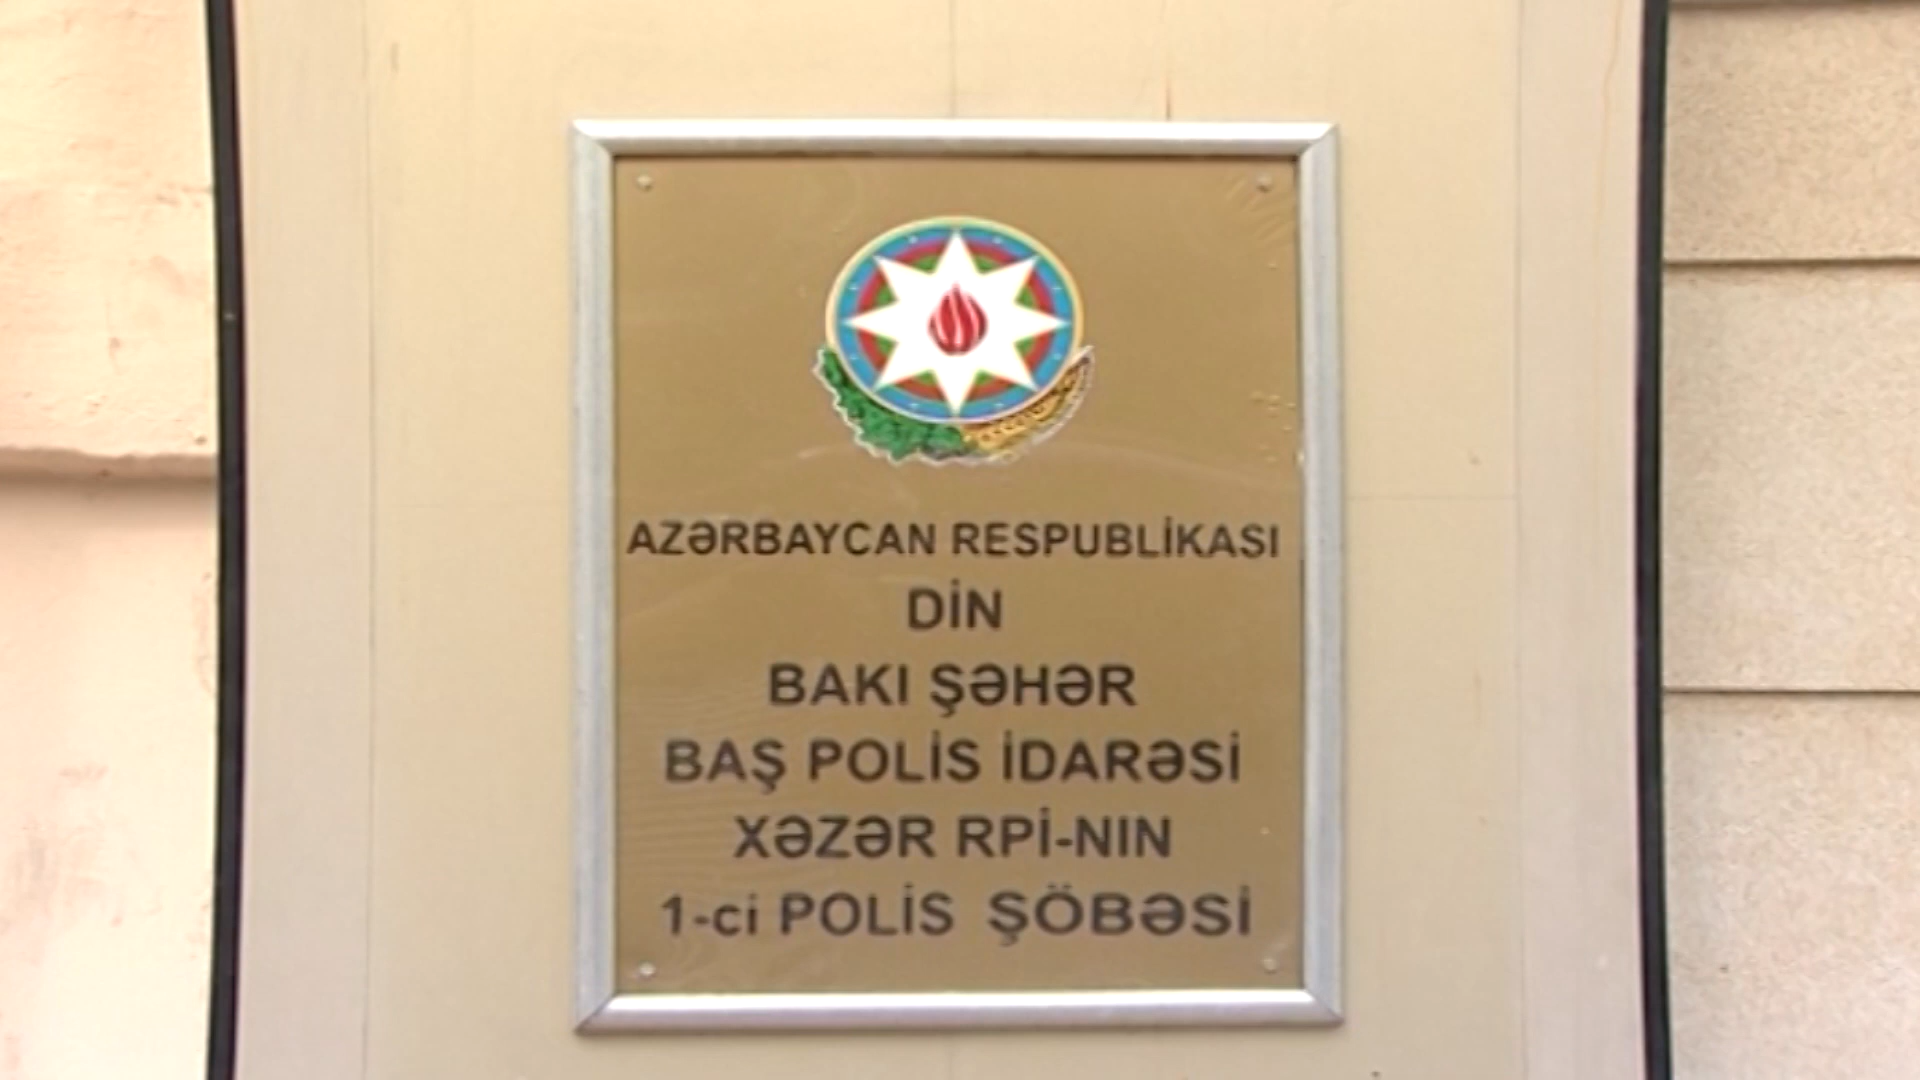 AZƏRBAYCAN RESPUBLİKASI
DİN
BAKI ŞƏHƏR
BAŞ POLİS İDARƏSİ
XƏZƏR RPİ-NIN
1-ci POLİS ŞÖBƏSİ